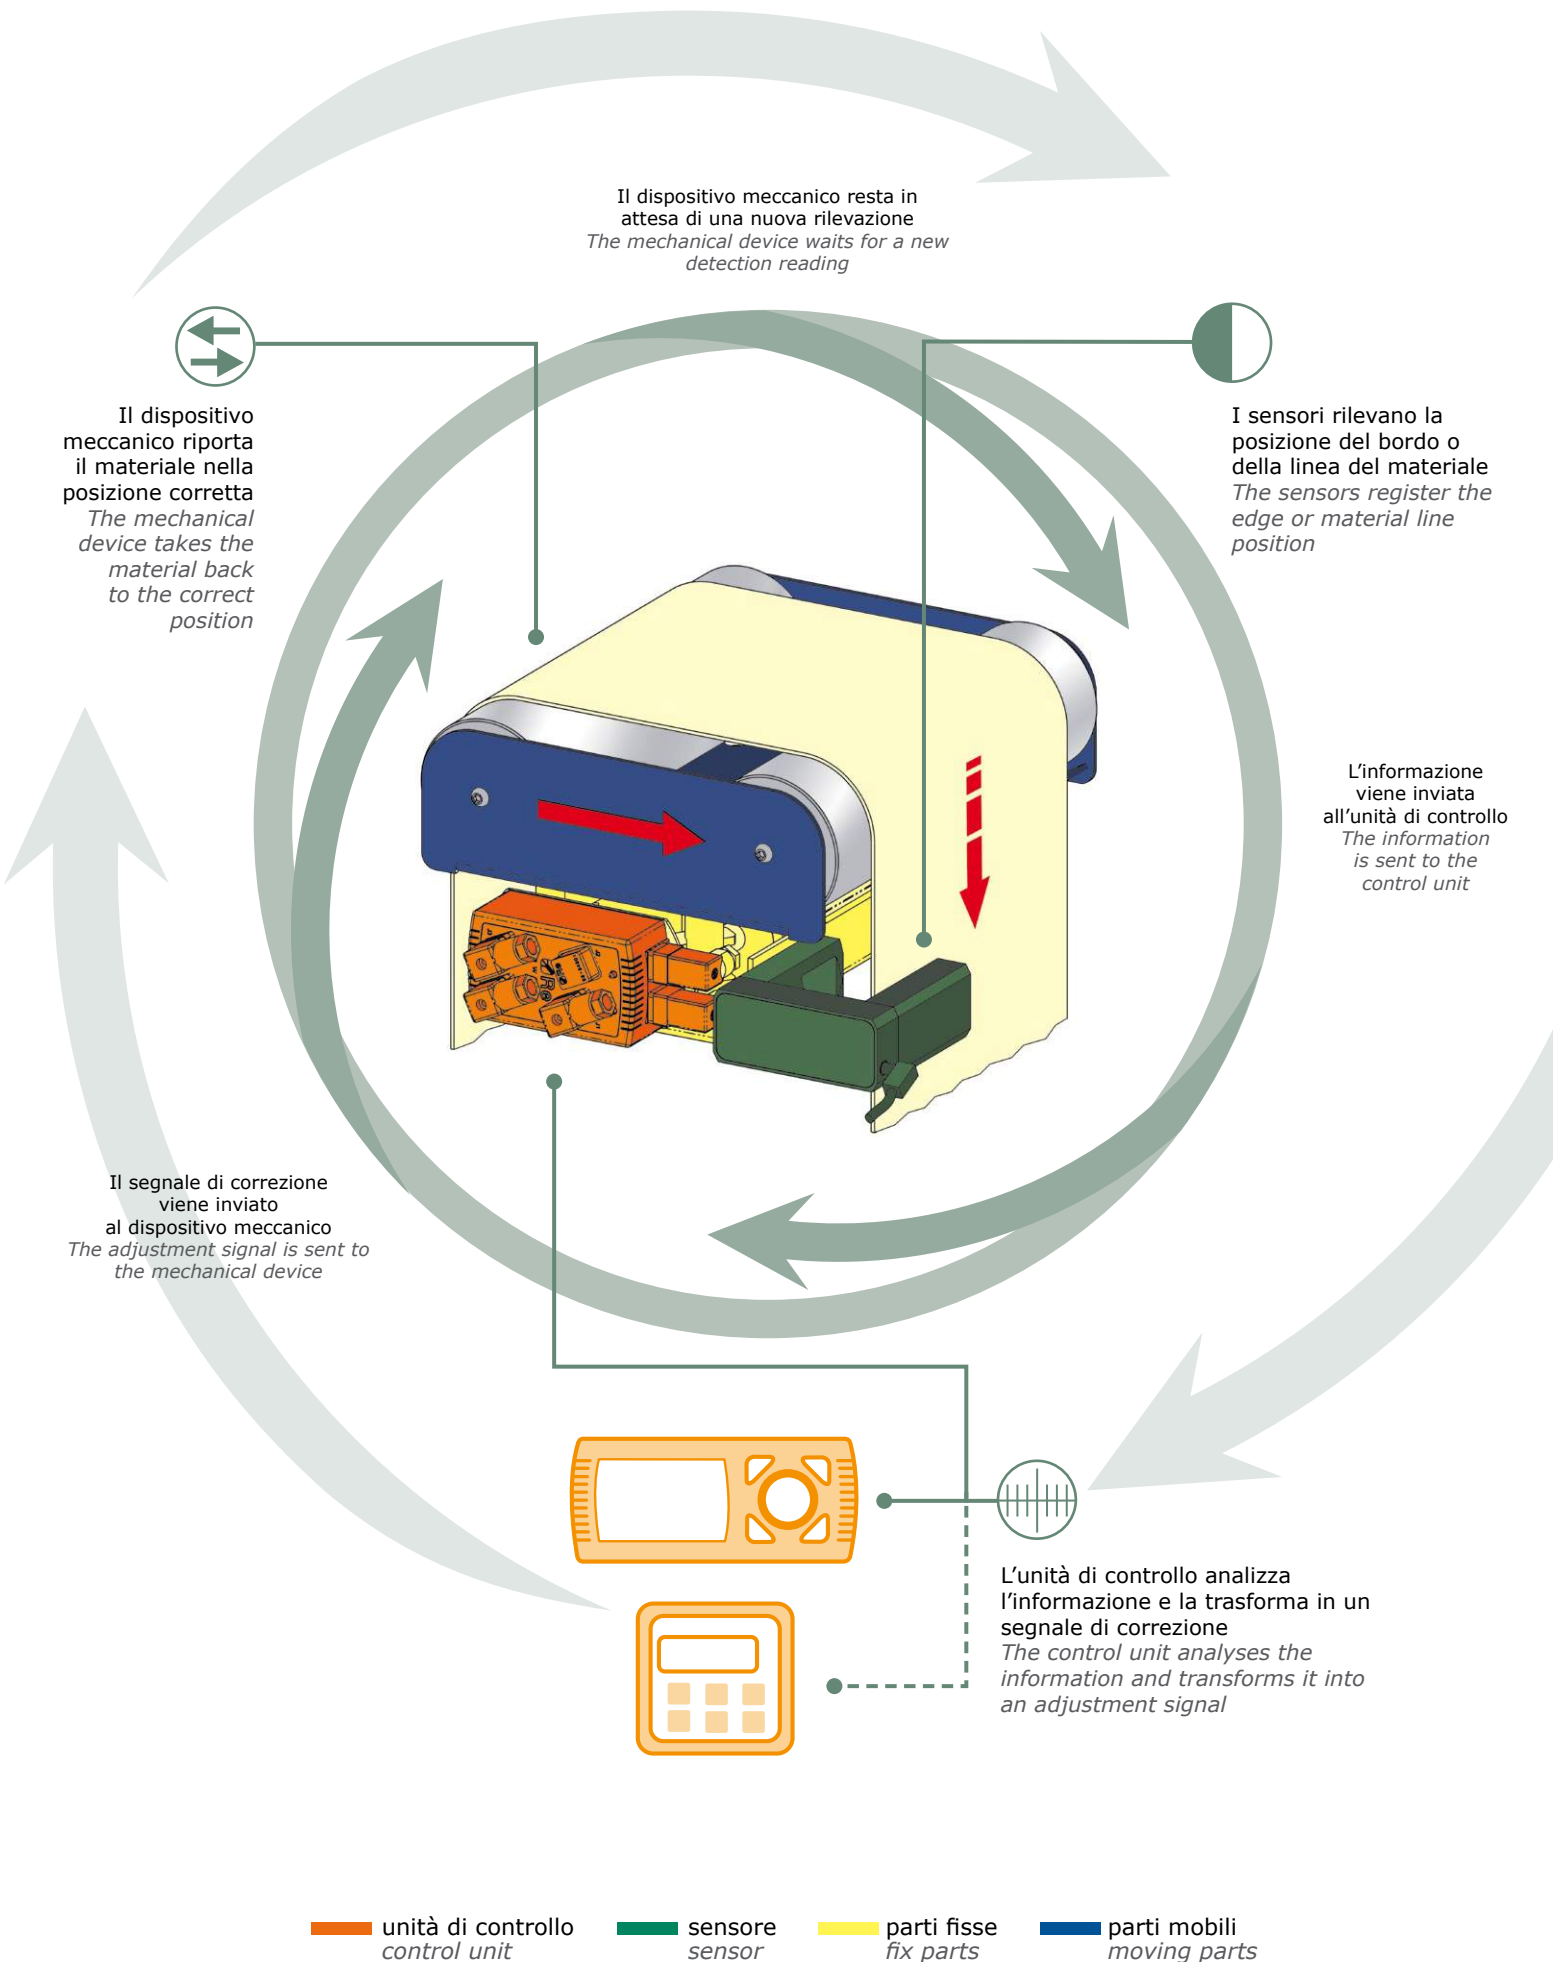 Il dispositivo meccanico resta in
attesa di una nuova rilevazione
The mechanical device waits for a new
detection reading
Il dispositivo
meccanico riporta
il materiale nella
posizione corretta
The mechanical
device takes the
material back
to the correct
position
I sensori rilevano la
posizione del bordo o
della linea del materiale
The sensors register the
edge or material line
position
L'informazione
viene inviata
all'unità di controllo
The information
is sent to the
control unit
Il segnale di correzione
viene inviato
al dispositivo meccanico
The adjustment signal is sent to
the mechanical device
L'unità di controllo analizza
l'informazione e la trasforma in un
segnale di correzione
The control unit analyses the
information and transforms it into
an adjustment signal
unità di controllo
control unit
sensore
sensor
parti fisse
fix parts
parti mobili
moving parts